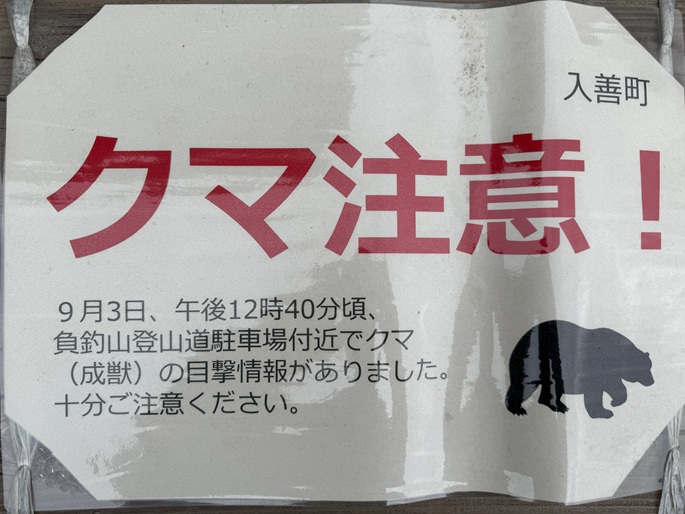 入善町
クマ注意！
９月3日、午後12時40分頃、
負釣山登山道駐車場付近でクマ
（成獣）の目撃情報がありました。
十分ご注意ください。